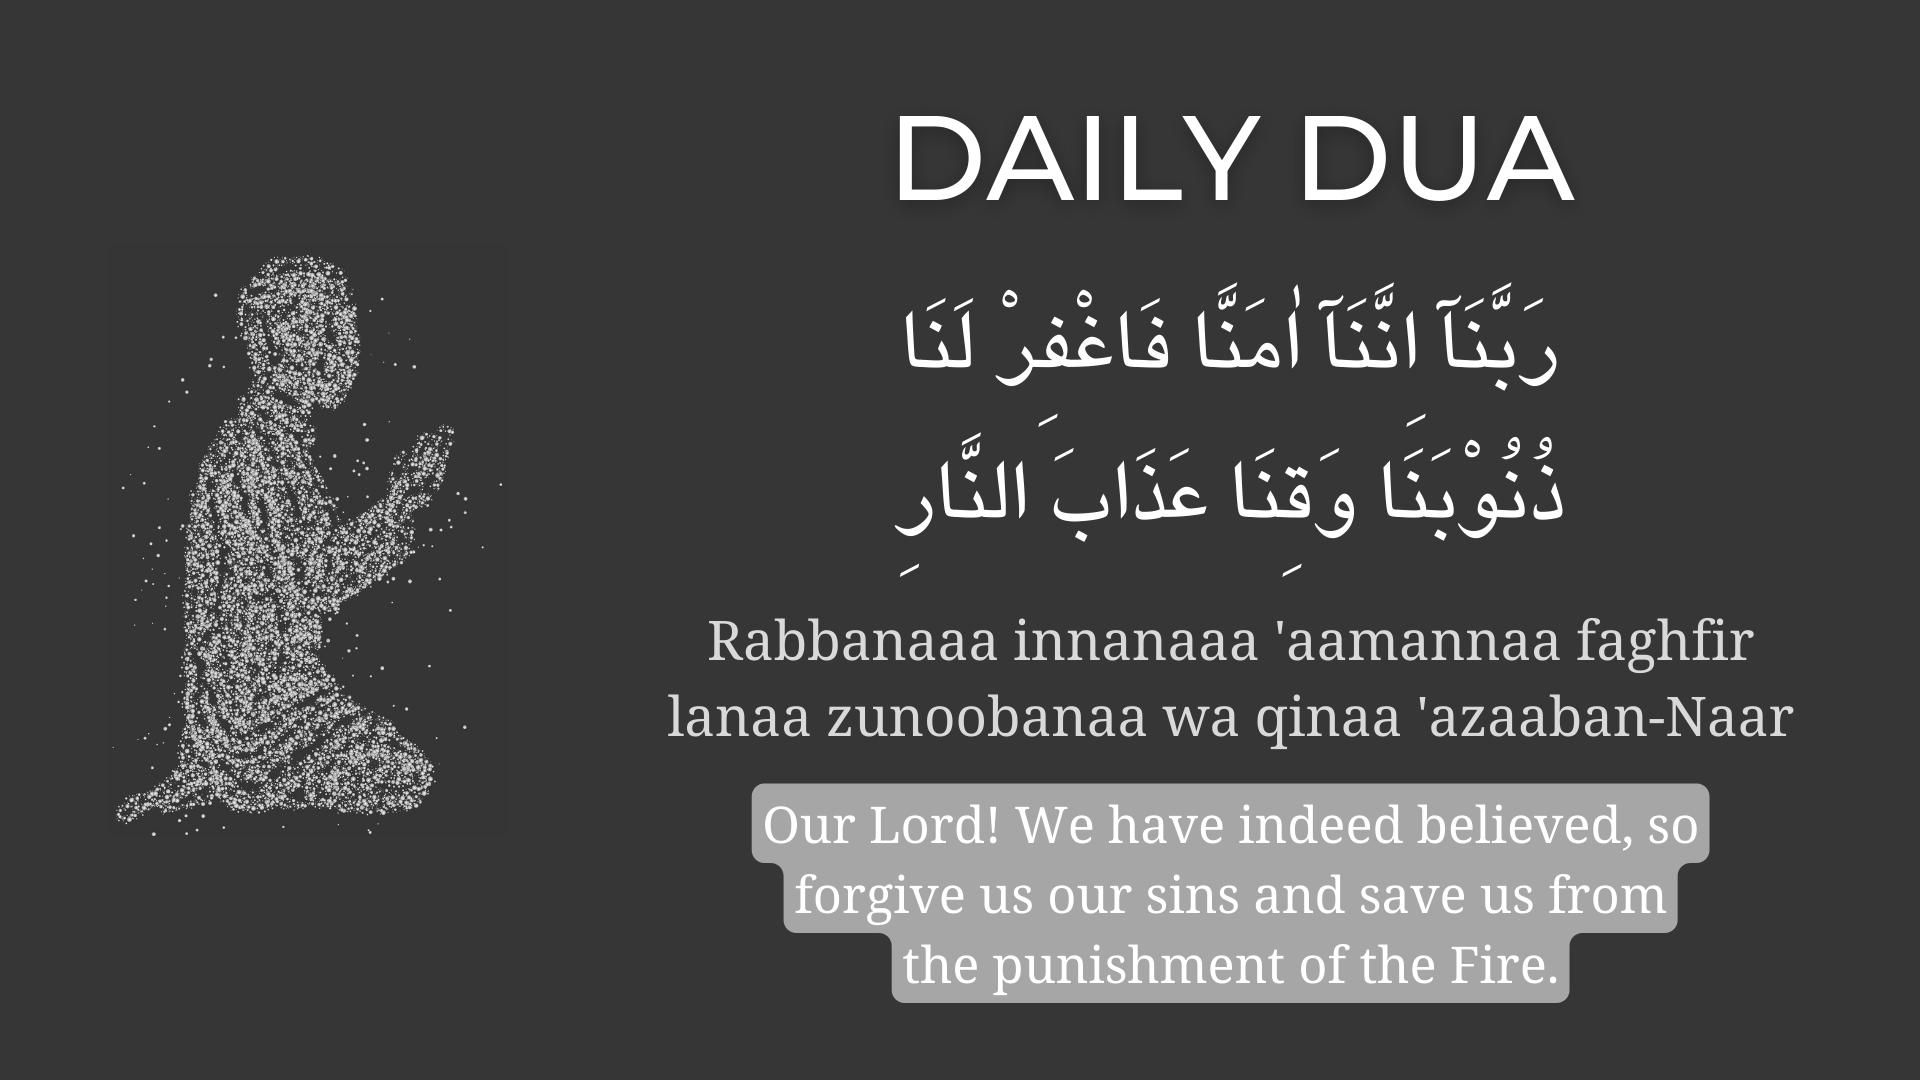 DAILY DUA
رَبَّنَآ اِنَّنَآ اٰمَنَّا فَاغْفِرْ لَنَا
ذُنُوْبَنَا وَقِنَا عَذَابَ النَّارِ
Rabbanaaa innanaaa 'aamannaa faghfir
lanaa zunoobanaa wa qinaa 'azaaban-Naar
Our Lord! We have indeed believed, so
forgive us our sins and save us from
the punishment of the Fire.